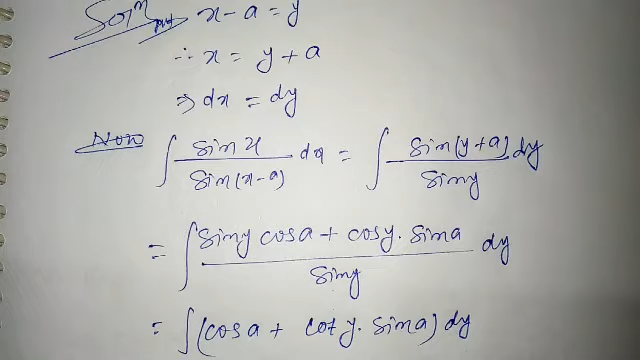 Solⁿ put x - a = y
∴ x = y + a
⇒ dx = dy
Now ∫ sin x / sin(x-a) dx = ∫ sin(y+a) / sin y dy
= ∫ (sin y cos a + cos y . sin a) / sin y dy
= ∫ (cos a + cot y . sin a) dy